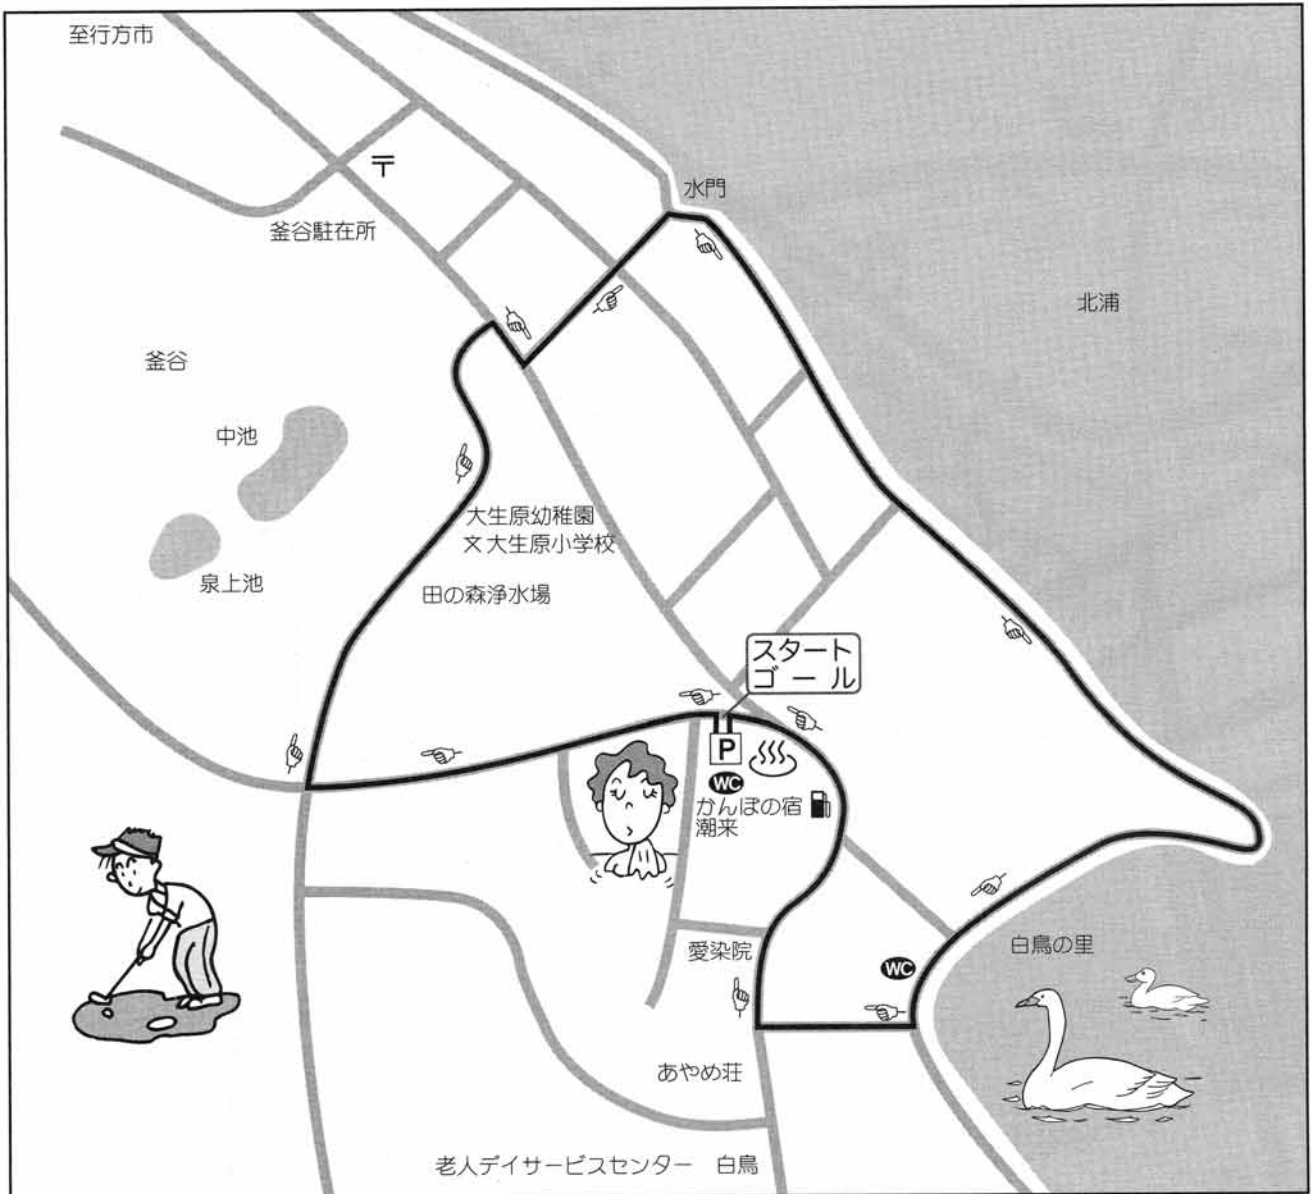 至行方市
〒
水門
釜谷駐在所
北浦
釜谷
中池
大生原幼稚園
文 大生原小学校
泉上池
田の森浄水場
スタート
ゴール
P
WC
かんぽの宿
潮来
愛染院
白鳥の里
WC
あやめ荘
老人デイサービスセンター 白鳥